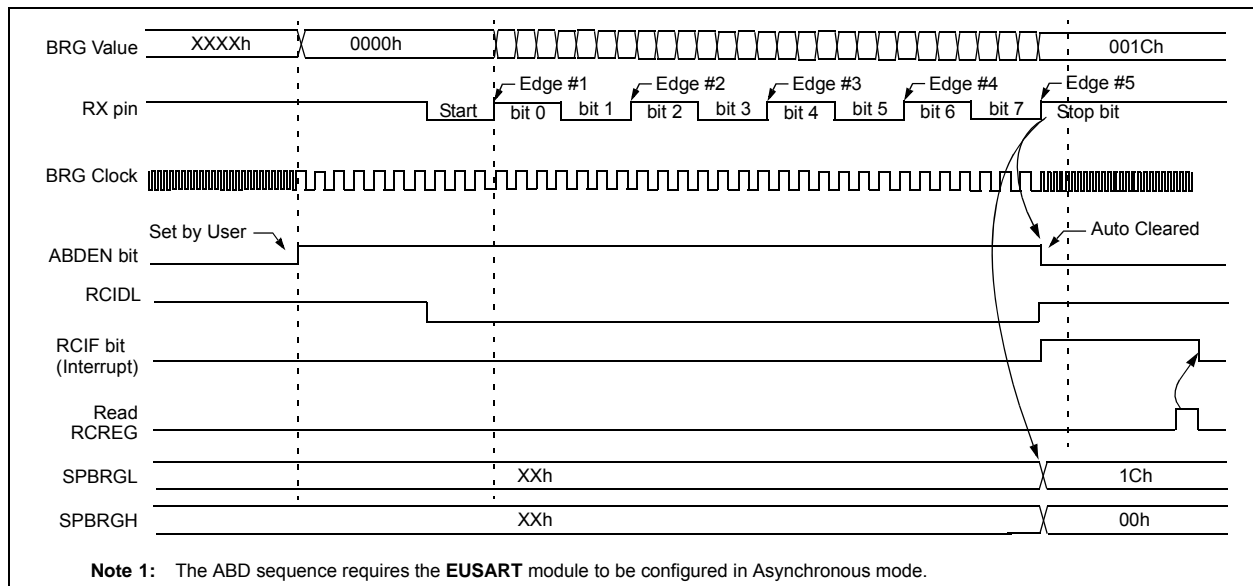 BRG Value XXXXh 0000h 001Ch
Edge #1 Edge #2 Edge #3 Edge #4 Edge #5
RX pin Start bit 0 bit 1 bit 2 bit 3 bit 4 bit 5 bit 6 bit 7 Stop bit
BRG Clock
Set by User Auto Cleared
ABDEN bit
RCIDL
RCIF bit
(Interrupt)
Read
RCREG
SPBRGL XXh 1Ch
SPBRGH XXh 00h
Note 1: The ABD sequence requires the EUSART module to be configured in Asynchronous mode.